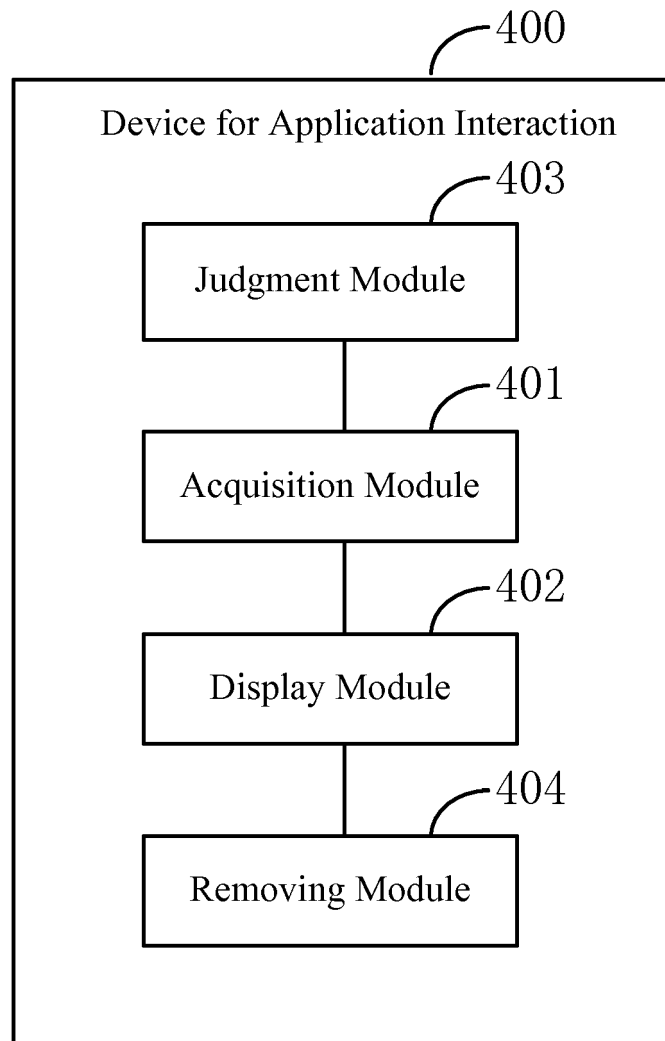 400
Device for Application Interaction
403
Judgment Module
401
Acquisition Module
402
Display Module
404
Removing Module